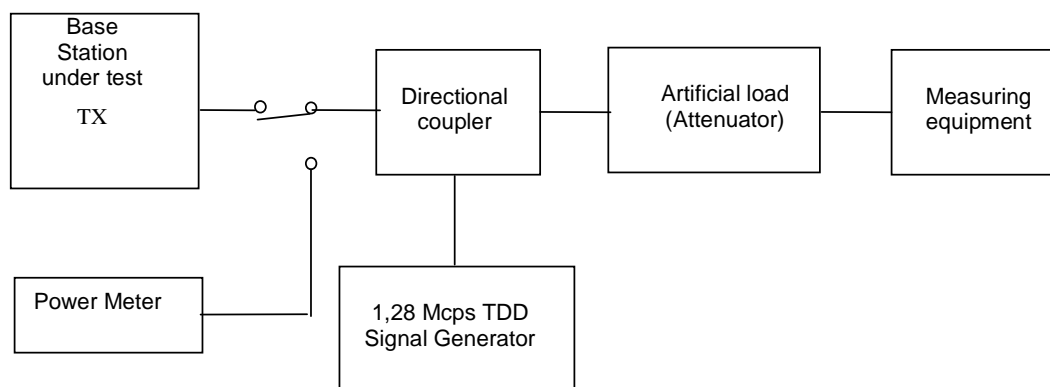 Base
Station
under test
TX
Directional
coupler
Artificial load
(Attenuator)
Measuring
equipment
Power Meter
1,28 Mcps TDD
Signal Generator